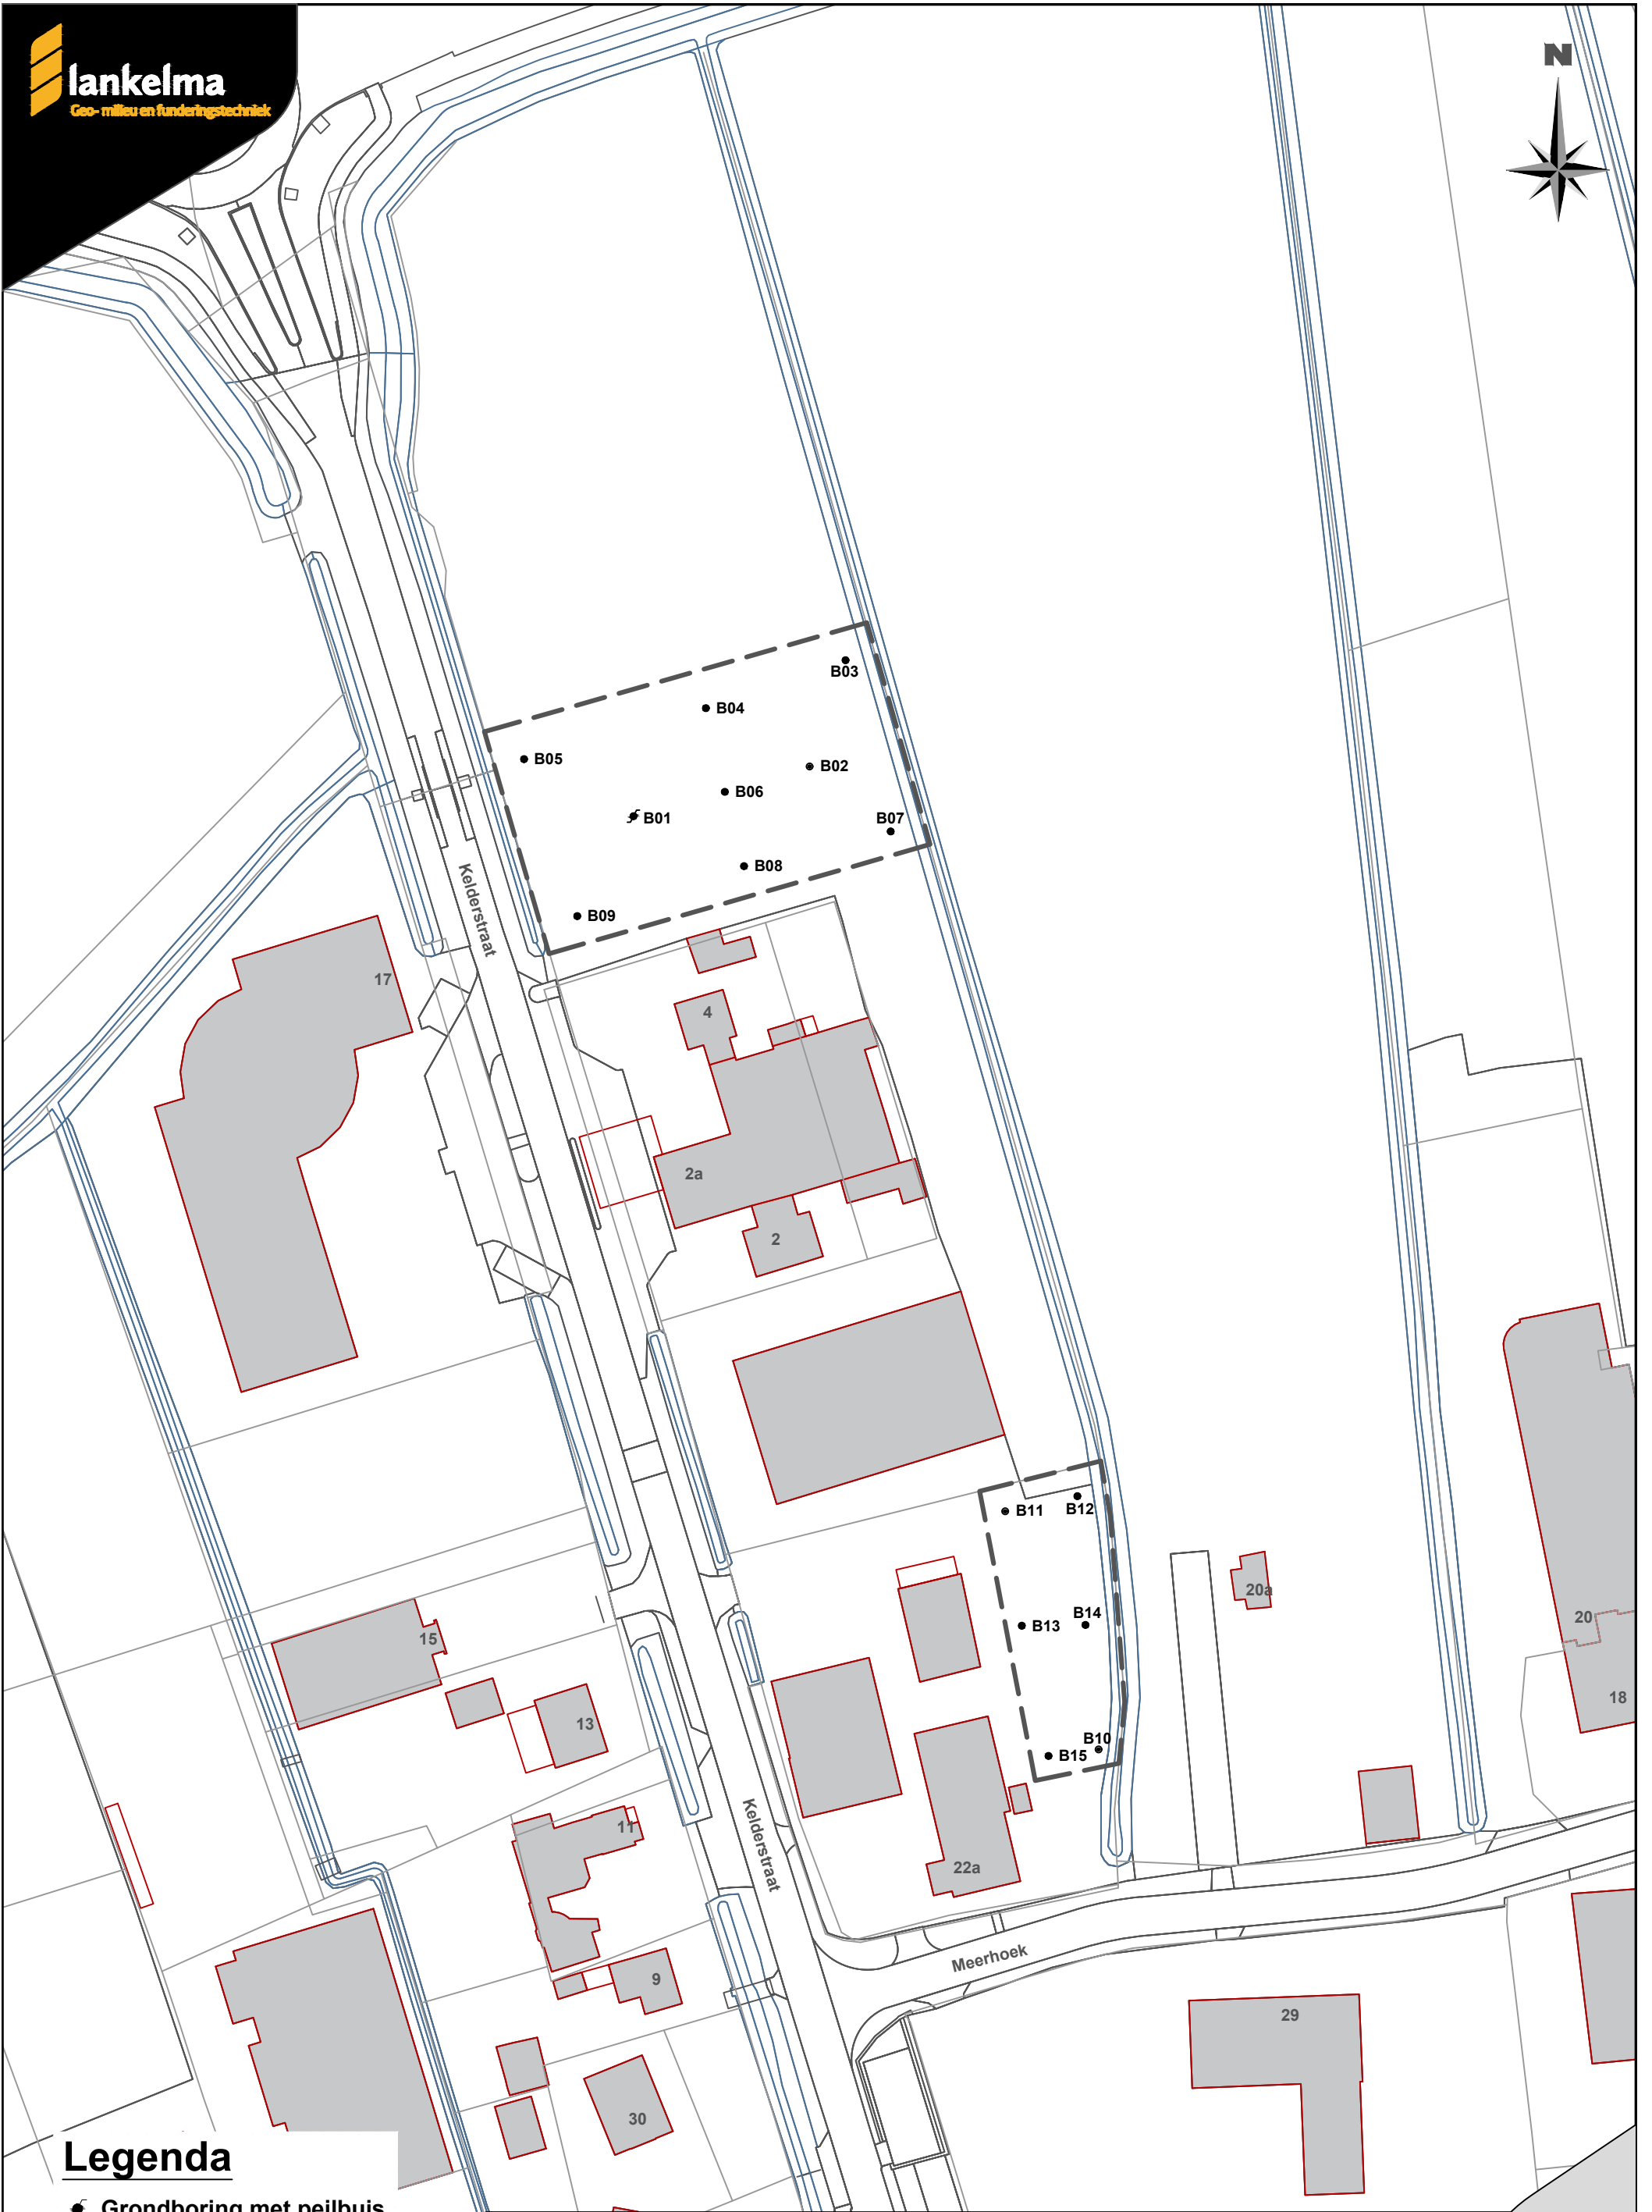 lankelma
Geo- milieu en funderingstechniek
N
B03
B04
B05
B02
B06
B01
B07
B08
B09
Kelderstraat
17
4
2a
2
B11
B12
20a
B13
B14
20
15
18
13
B10
B15
11
Kelderstraat
22a
Meerhoek
9
29
30
Legenda
Grondboring met peilbuis